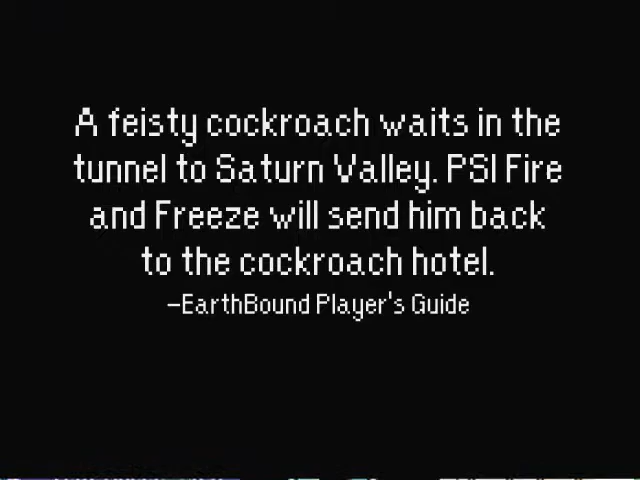 A feisty cockroach waits in the
tunnel to Saturn Valley. PSI Fire
and Freeze will send him back
to the cockroach hotel.
-EarthBound Player's Guide